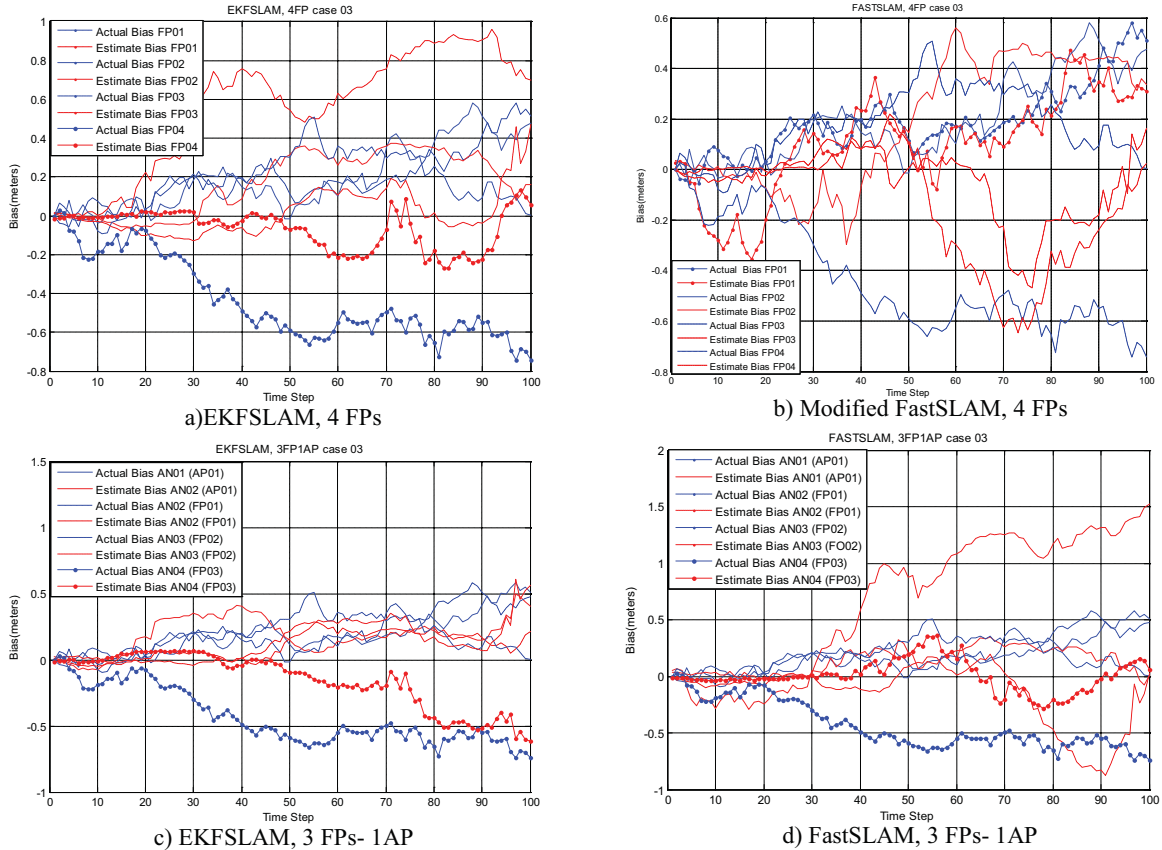 EKFSLAM, 4FP case 03
Actual Bias FP01
Estimate Bias FP01
Actual Bias FP02
Estimate Bias FP02
Actual Bias FP03
Estimate Bias FP03
Actual Bias FP04
Estimate Bias FP04
1
0.8
0.6
0.4
0.2
0
-0.2
-0.4
-0.6
-0.8
Bias(meters)
0 10 20 30 40 50 60 70 80 90 100
Time Step
a)EKFSLAM, 4 FPs
FASTSLAM, 4FP case 03
0.6
0.4
0.2
0
-0.2
-0.4
-0.6
-0.8
Bias(meters)
Actual Bias FP01
Estimate Bias FP01
Actual Bias FP02
Estimate Bias FP02
Actual Bias FP03
Estimate Bias FP03
Actual Bias FP04
Estimate Bias FP04
0 10 20 30 40 50 60 70 80 90 100
Time Step
b) Modified FastSLAM, 4 FPs
EKFSLAM, 3FP1AP case 03
Actual Bias AN01 (AP01)
Estimate Bias AN02 (AP01)
Actual Bias AN02 (FP01)
Estimate Bias AN02 (FP01)
Actual Bias AN03 (FP02)
Estimate Bias AN03 (FP02)
Actual Bias AN04 (FP03)
Estimate Bias AN04 (FP03)
1.5
1
0.5
0
-0.5
-1
Bias(meters)
0 10 20 30 40 50 60 70 80 90 100
Time Step
c) EKFSLAM, 3 FPs- 1AP
FASTSLAM, 3FP1AP case 03
Actual Bias AN01 (AP01)
Estimate Bias AN01 (AP01)
Actual Bias AN02 (FP01)
Estimate Bias AN02 (FP01)
Actual Bias AN03 (FP02)
Estimate Bias AN03 (FO02)
Actual Bias AN04 (FP03)
Estimate Bias AN04 (FP03)
2
1.5
1
0.5
0
-0.5
-1
Bias(meters)
0 10 20 30 40 50 60 70 80 90 100
Time Step
d) FastSLAM, 3 FPs- 1AP